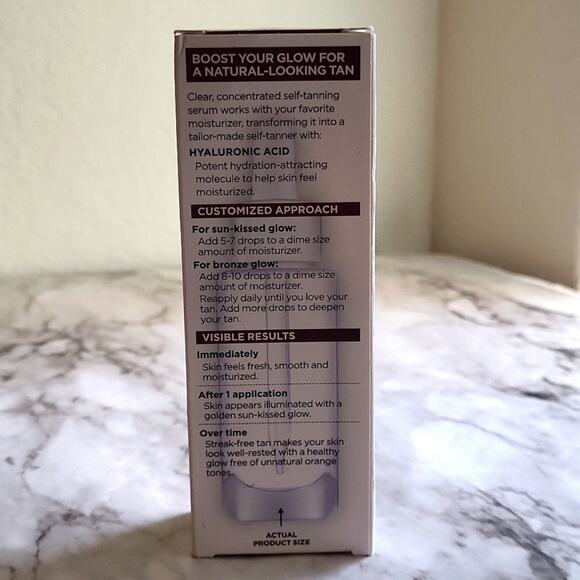 BOOST YOUR GLOW FOR
A NATURAL-LOOKING TAN
Clear, concentrated self-tanning
serum works with your favorite
moisturizer, transforming it into a
tailor-made self-tanner with:
HYALURONIC ACID
Potent hydration-attracting
molecule to help skin feel
moisturized.
CUSTOMIZED APPROACH
For sun-kissed glow:
Add 5-7 drops to a dime size
amount of moisturizer.
For bronze glow:
Add 8-10 drops to a dime size
amount of moisturizer.
Reapply daily until you love your
tan. Add more drops to deepen
your tan.
VISIBLE RESULTS
Immediately
Skin feels fresh, smooth and
moisturized.
After 1 application
Skin appears illuminated with a
golden sun-kissed glow.
Over time
Streak-free tan makes your skin
look well-rested with a healthy
glow free of unnatural orange
tones.
ACTUAL
PRODUCT SIZE